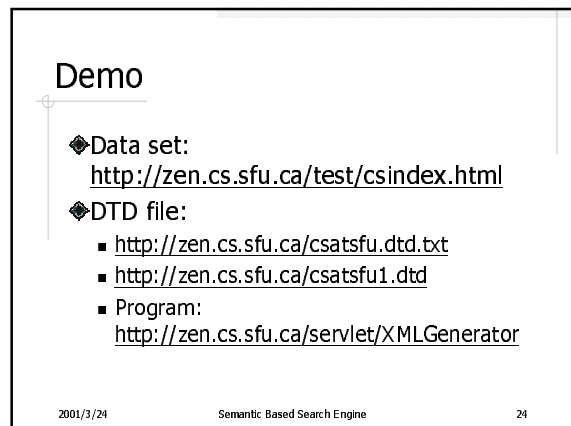 Demo
Data set:
http://zen.cs.sfu.ca/test/csindex.html
DTD file:
http://zen.cs.sfu.ca/csatsfu.dtd.txt
http://zen.cs.sfu.ca/csatsfu1.dtd
Program:
http://zen.cs.sfu.ca/servlet/XMLGenerator
2001/3/24 Semantic Based Search Engine 24